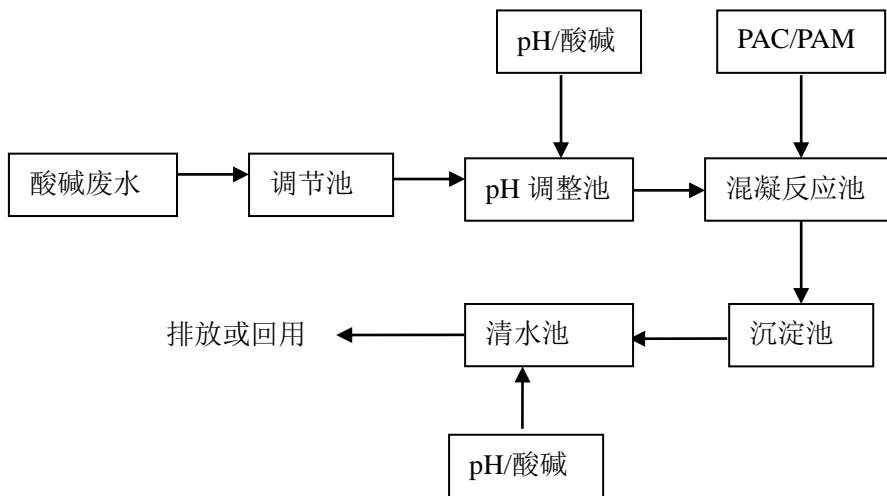 pH/酸碱
PAC/PAM
酸碱废水
调节池
pH 调整池
混凝反应池
排放或回用
清水池
沉淀池
pH/酸碱